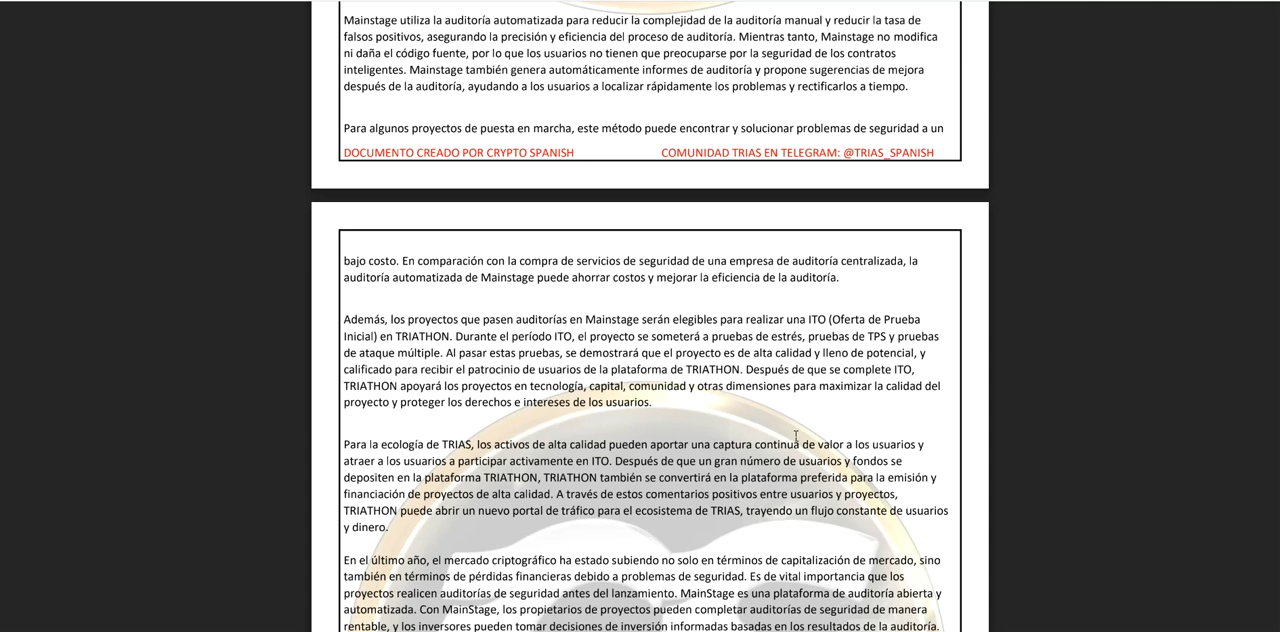 Mainstage utiliza la auditoría automatizada para reducir la complejidad de la auditoría manual y reducir la tasa de
falsos positivos, asegurando la precisión y eficiencia del proceso de auditoría. Mientras tanto, Mainstage no modifica
ni daña el código fuente, por lo que los usuarios no tienen que preocuparse por la seguridad de los contratos
inteligentes. Mainstage también genera automáticamente informes de auditoría y propone sugerencias de mejora
después de la auditoría, ayudando a los usuarios a localizar rápidamente los problemas y rectificarlos a tiempo.
Para algunos proyectos de puesta en marcha, este método puede encontrar y solucionar problemas de seguridad a un
DOCUMENTO CREADO POR CRYPTO SPANISH COMUNIDAD TRIAS EN TELEGRAM: @TRIAS_SPANISH
bajo costo. En comparación con la compra de servicios de seguridad de una empresa de auditoría centralizada, la
auditoría automatizada de Mainstage puede ahorrar costos y mejorar la eficiencia de la auditoría.
Además, los proyectos que pasen auditorías en Mainstage serán elegibles para realizar una ITO (Oferta de Prueba
Inicial) en TRIATHON. Durante el período ITO, el proyecto se someterá a pruebas de estrés, pruebas de TPS y pruebas
de ataque múltiple. Al pasar estas pruebas, se demostrará que el proyecto es de alta calidad y lleno de potencial, y
calificado para recibir el patrocinio de usuarios de la plataforma de TRIATHON. Después de que se complete ITO,
TRIATHON apoyará los proyectos en tecnología, capital, comunidad y otras dimensiones para maximizar la calidad del
proyecto y proteger los derechos e intereses de los usuarios.
Para la ecología de TRIAS, los activos de alta calidad pueden aportar una captura continua de valor a los usuarios y
atraer a los usuarios a participar activamente en ITO. Después de que un gran número de usuarios y fondos se
depositen en la plataforma TRIATHON, TRIATHON también se convertirá en la plataforma preferida para la emisión y
financiación de proyectos de alta calidad. A través de estos comentarios positivos entre usuarios y proyectos,
TRIATHON puede abrir un nuevo portal de tráfico para el ecosistema de TRIAS, trayendo un flujo constante de usuarios
y dinero.
En el último año, el mercado criptográfico ha estado subiendo no solo en términos de capitalización de mercado, sino
también en términos de pérdidas financieras debido a problemas de seguridad. Es de vital importancia que los
proyectos realicen auditorías de seguridad antes del lanzamiento. MainStage es una plataforma de auditoría abierta y
automatizada. Con MainStage, los propietarios de proyectos pueden completar auditorías de seguridad de manera
rentable, y los inversores pueden tomar decisiones de inversión informadas basadas en los resultados de la auditoría.